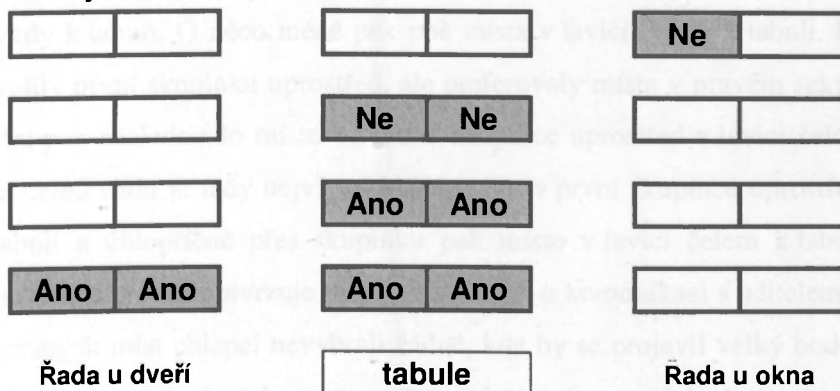 Ne
Ne Ne
Ano Ano
Ano Ano Ano Ano
Řada u dveří tabule Řada u okna